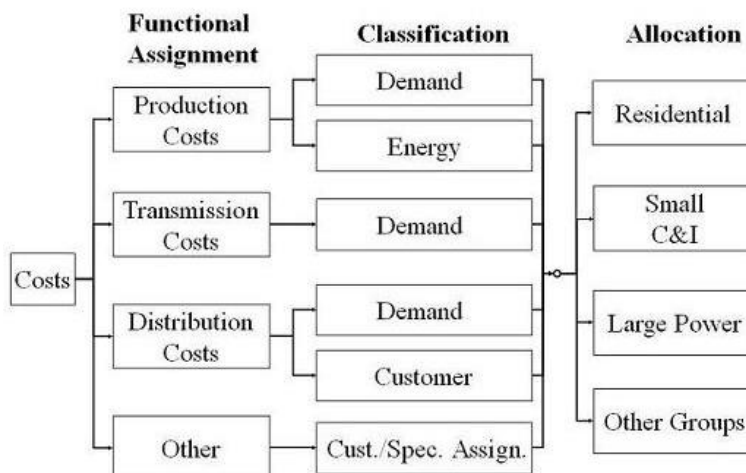 Functional
Assignment
Classification
Allocation
Costs
Production
Costs
Transmission
Costs
Distribution
Costs
Other
Demand
Energy
Demand
Demand
Customer
Cust./Spec. Assign.
Residential
Small
C&I
Large Power
Other Groups